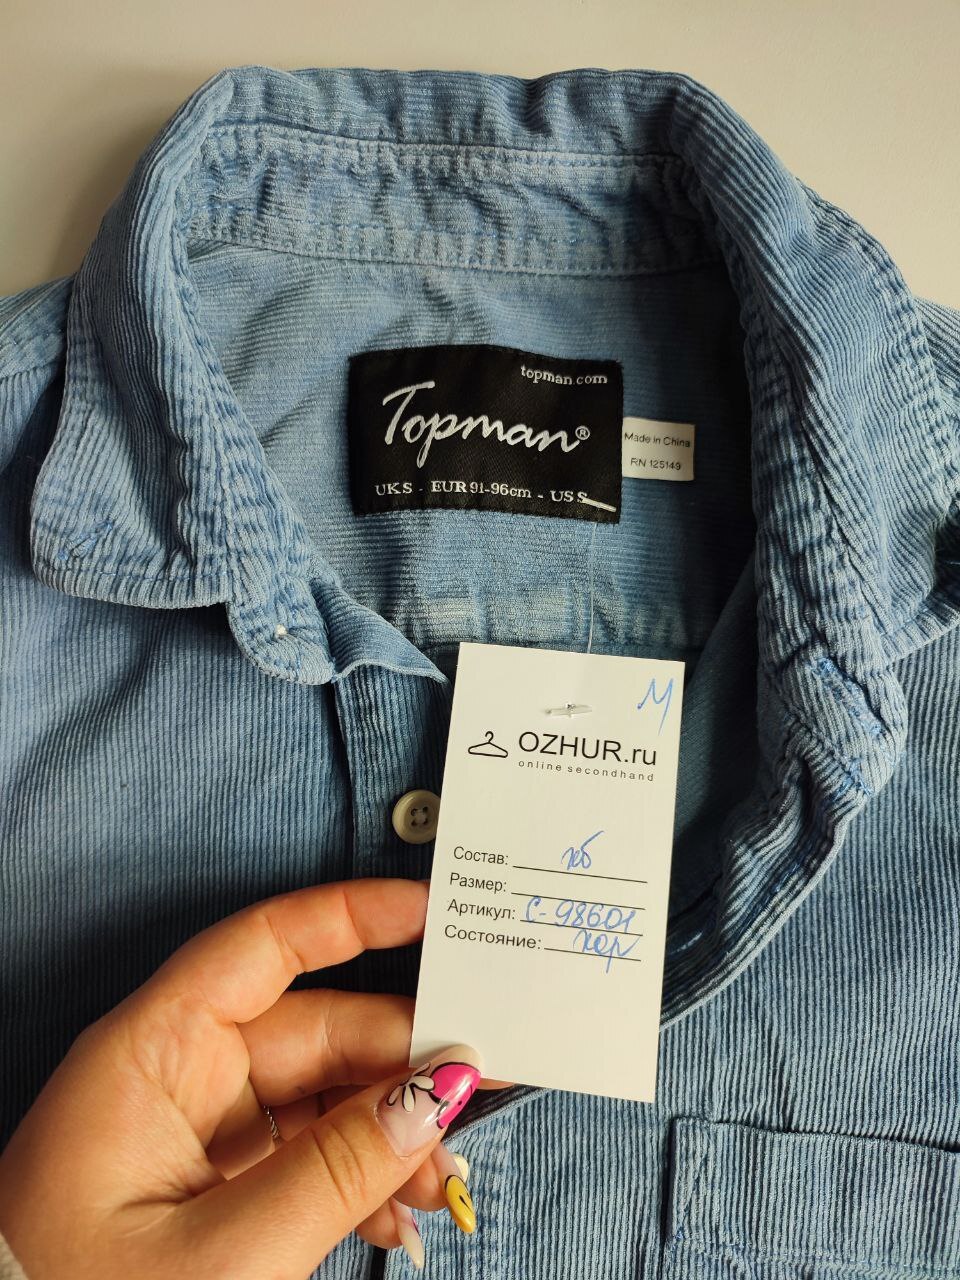 topman.com
Topman®
UK S - EUR 91-96cm - US S
Made in China
RN 125149
М
OZHUR.ru
online secondhand
Состав: хб
Размер:
Артикул: С-98601
Состояние: хор